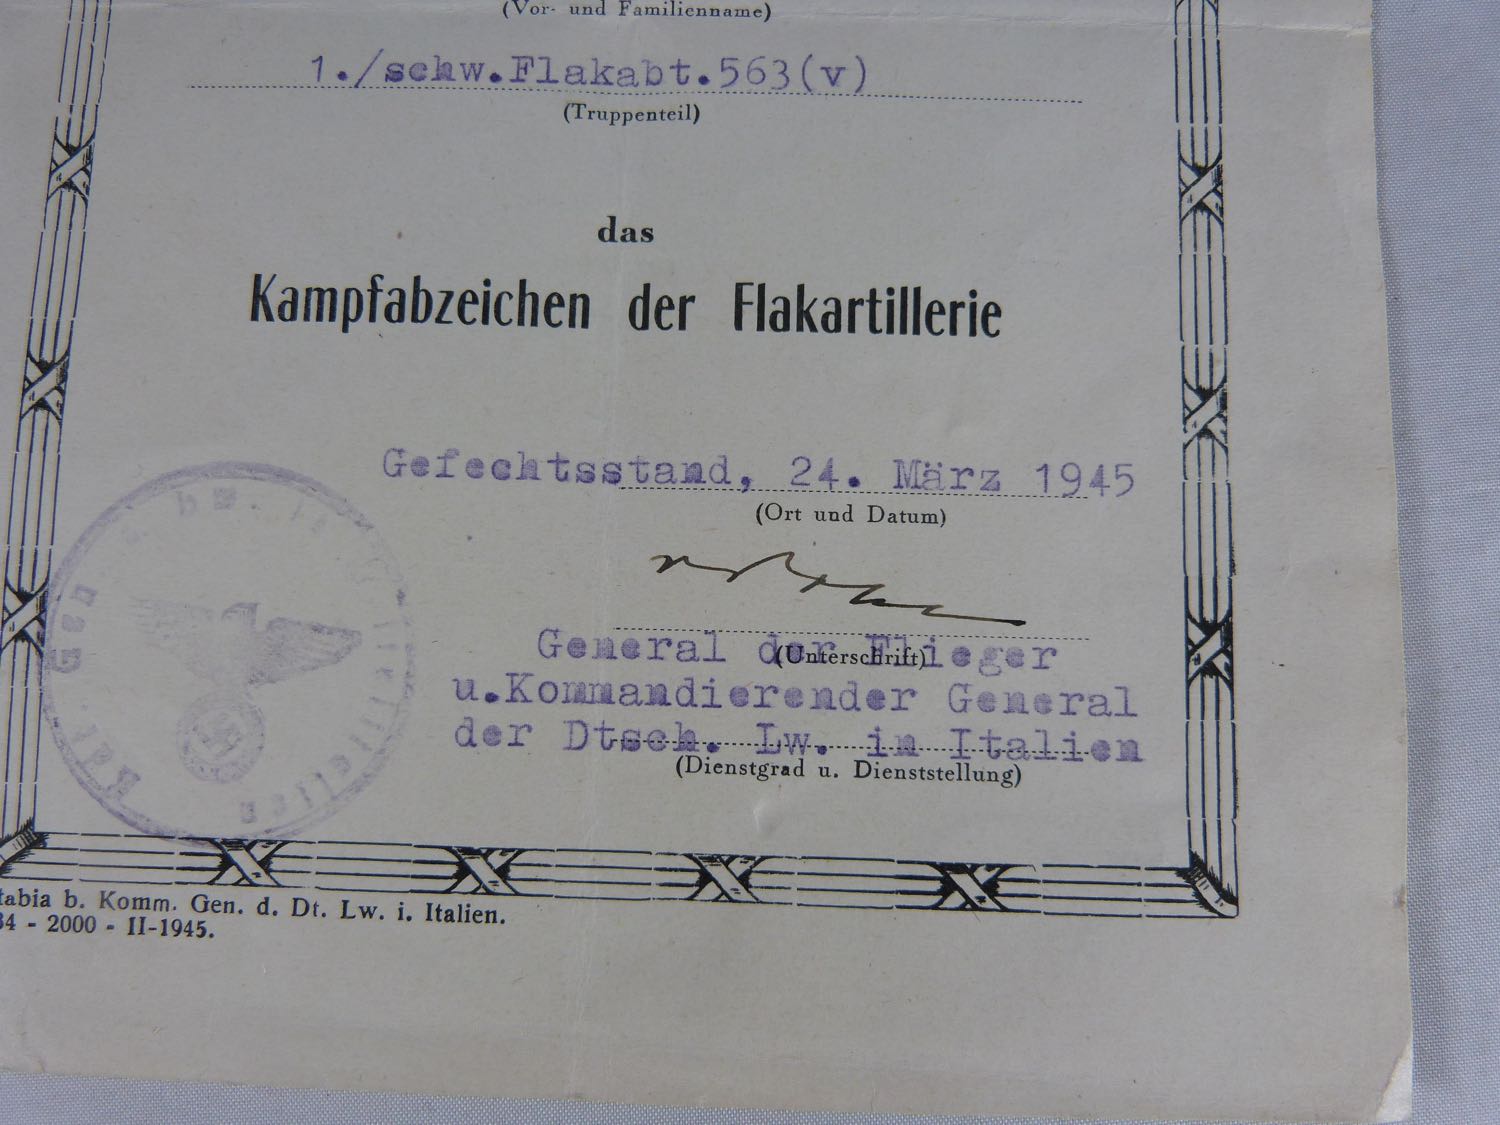 (Vor- und Familienname)
1./schw.Flakabt.563(v)
(Truppenteil)
das
Kampfabzeichen der Flakartillerie
Gefechtsstand, 24. März 1945
(Ort und Datum)
General der Flieger
(Unterschrift)
u.Kommandierender General
der Dtsch. Lw. in Italien
(Dienstgrad u. Dienststellung)
tabia b. Komm. Gen. d. Dt. Lw. i. Italien.
34 - 2000 - II-1945.